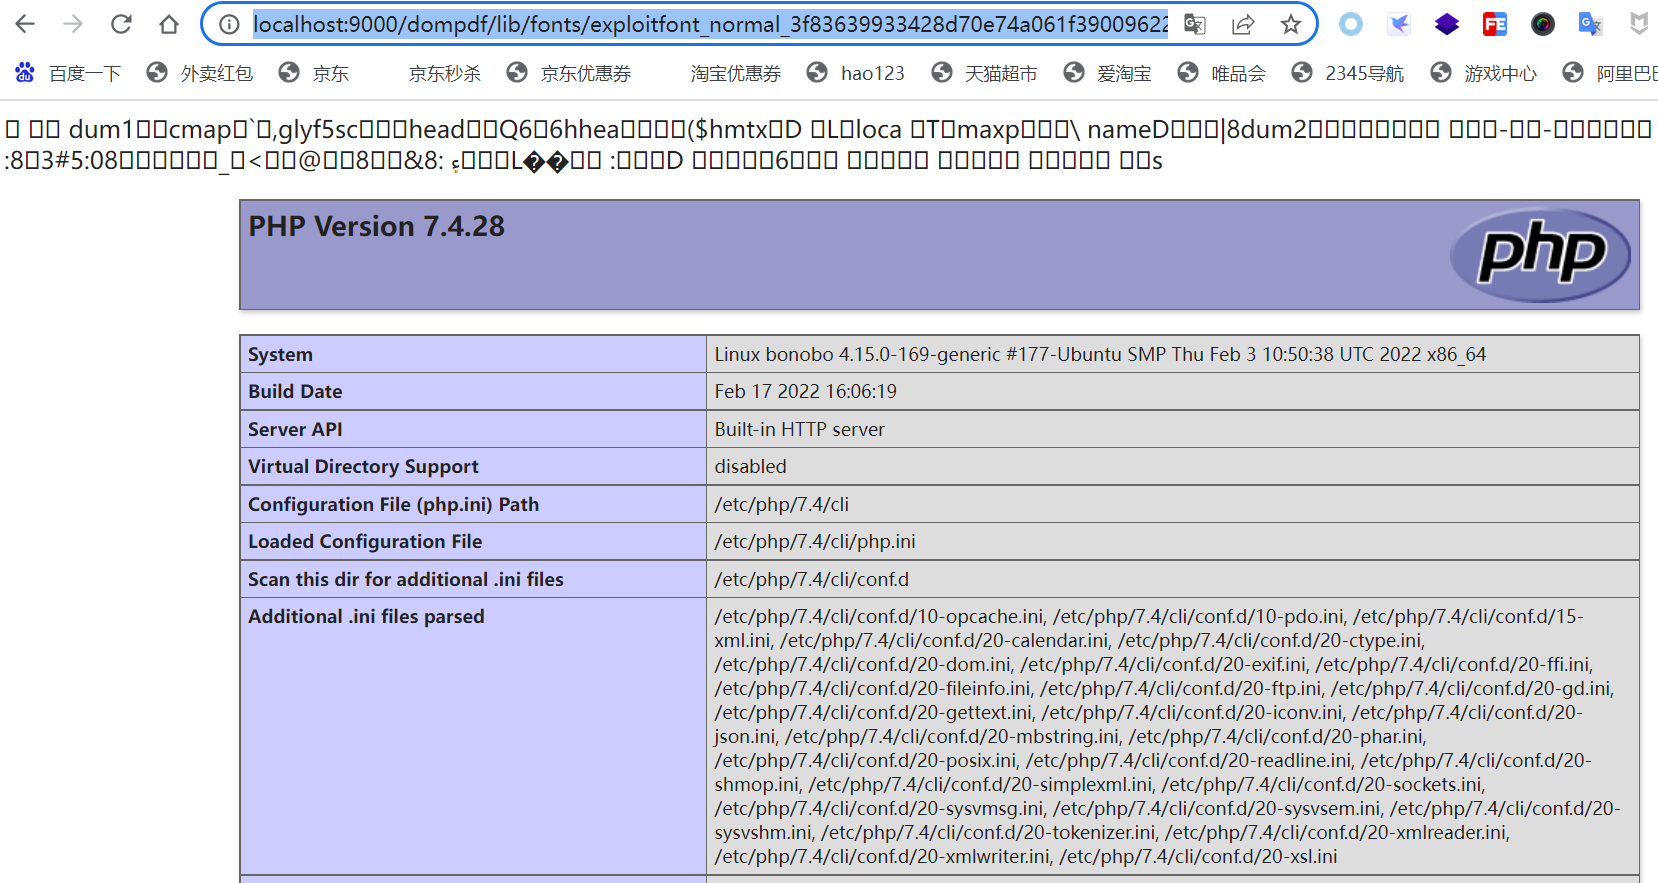 localhost:9000/dompdf/lib/fonts/exploitfont_normal_3f83639933428d70e74a061f39009622
百度一下 外卖红包 京东 京东秒杀 京东优惠券 淘宝优惠券 hao123 天猫超市 爱淘宝 唯品会 2345导航 游戏中心 阿里巴巴
dum1 cmap ` ,glyf5sc head Q6 6hhea ($hmtx D L loca T maxp \ nameD |8dum2 - -
:8 3#5:08 _ < @ 8 &8: L�� : D 6 s
PHP Version 7.4.28
php
System Linux bonobo 4.15.0-169-generic #177-Ubuntu SMP Thu Feb 3 10:50:38 UTC 2022 x86_64
Build Date Feb 17 2022 16:06:19
Server API Built-in HTTP server
Virtual Directory Support disabled
Configuration File (php.ini) Path /etc/php/7.4/cli
Loaded Configuration File /etc/php/7.4/cli/php.ini
Scan this dir for additional .ini files /etc/php/7.4/cli/conf.d
Additional .ini files parsed /etc/php/7.4/cli/conf.d/10-opcache.ini, /etc/php/7.4/cli/conf.d/10-pdo.ini, /etc/php/7.4/cli/conf.d/15-
xml.ini, /etc/php/7.4/cli/conf.d/20-calendar.ini, /etc/php/7.4/cli/conf.d/20-ctype.ini,
/etc/php/7.4/cli/conf.d/20-dom.ini, /etc/php/7.4/cli/conf.d/20-exif.ini, /etc/php/7.4/cli/conf.d/20-ffi.ini,
/etc/php/7.4/cli/conf.d/20-fileinfo.ini, /etc/php/7.4/cli/conf.d/20-ftp.ini, /etc/php/7.4/cli/conf.d/20-gd.ini,
/etc/php/7.4/cli/conf.d/20-gettext.ini, /etc/php/7.4/cli/conf.d/20-iconv.ini, /etc/php/7.4/cli/conf.d/20-
json.ini, /etc/php/7.4/cli/conf.d/20-mbstring.ini, /etc/php/7.4/cli/conf.d/20-phar.ini,
/etc/php/7.4/cli/conf.d/20-posix.ini, /etc/php/7.4/cli/conf.d/20-readline.ini, /etc/php/7.4/cli/conf.d/20-
shmop.ini, /etc/php/7.4/cli/conf.d/20-simplexml.ini, /etc/php/7.4/cli/conf.d/20-sockets.ini,
/etc/php/7.4/cli/conf.d/20-sysvmsg.ini, /etc/php/7.4/cli/conf.d/20-sysvsem.ini, /etc/php/7.4/cli/conf.d/20-
sysvshm.ini, /etc/php/7.4/cli/conf.d/20-tokenizer.ini, /etc/php/7.4/cli/conf.d/20-xmlreader.ini,
/etc/php/7.4/cli/conf.d/20-xmlwriter.ini, /etc/php/7.4/cli/conf.d/20-xsl.ini